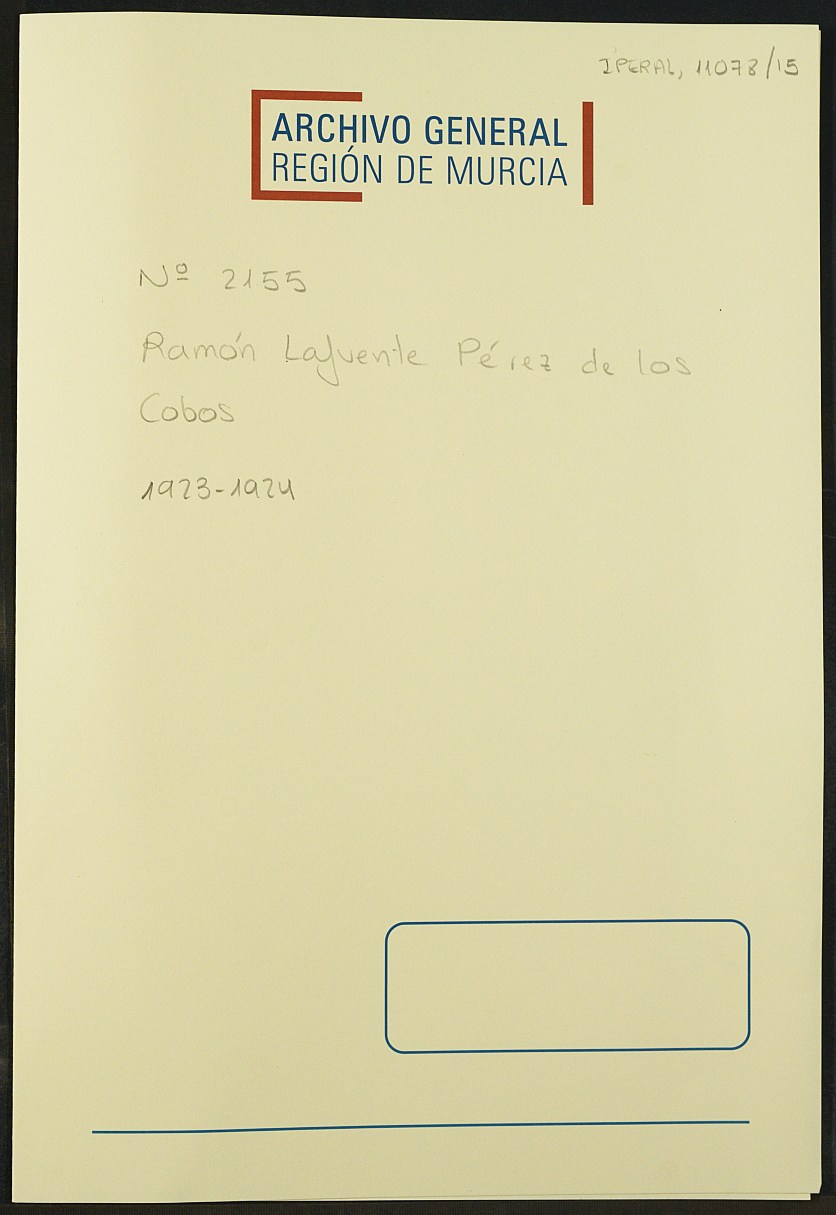 IPERAL, 11078/15
ARCHIVO GENERAL
REGIÓN DE MURCIA
Nº 2155
Ramón Lafuente Pérez de los
Cobos
1923-1924